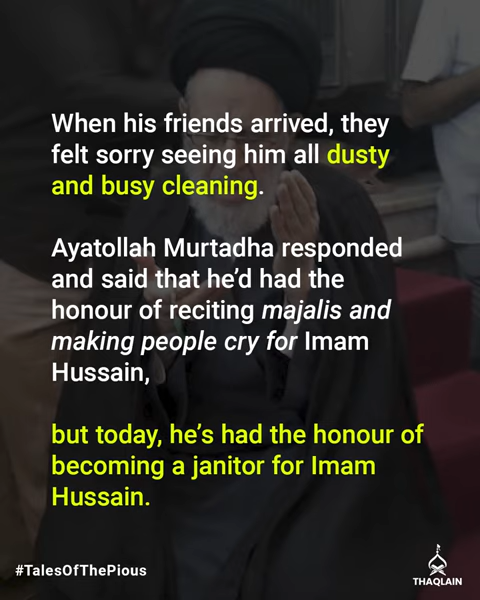 When his friends arrived, they
felt sorry seeing him all dusty
and busy cleaning.
Ayatollah Murtadha responded
and said that he’d had the
honour of reciting majalis and
making people cry for Imam
Hussain,
but today, he’s had the honour of
becoming a janitor for Imam
Hussain.
#TalesOfThePious
THAQLAIN